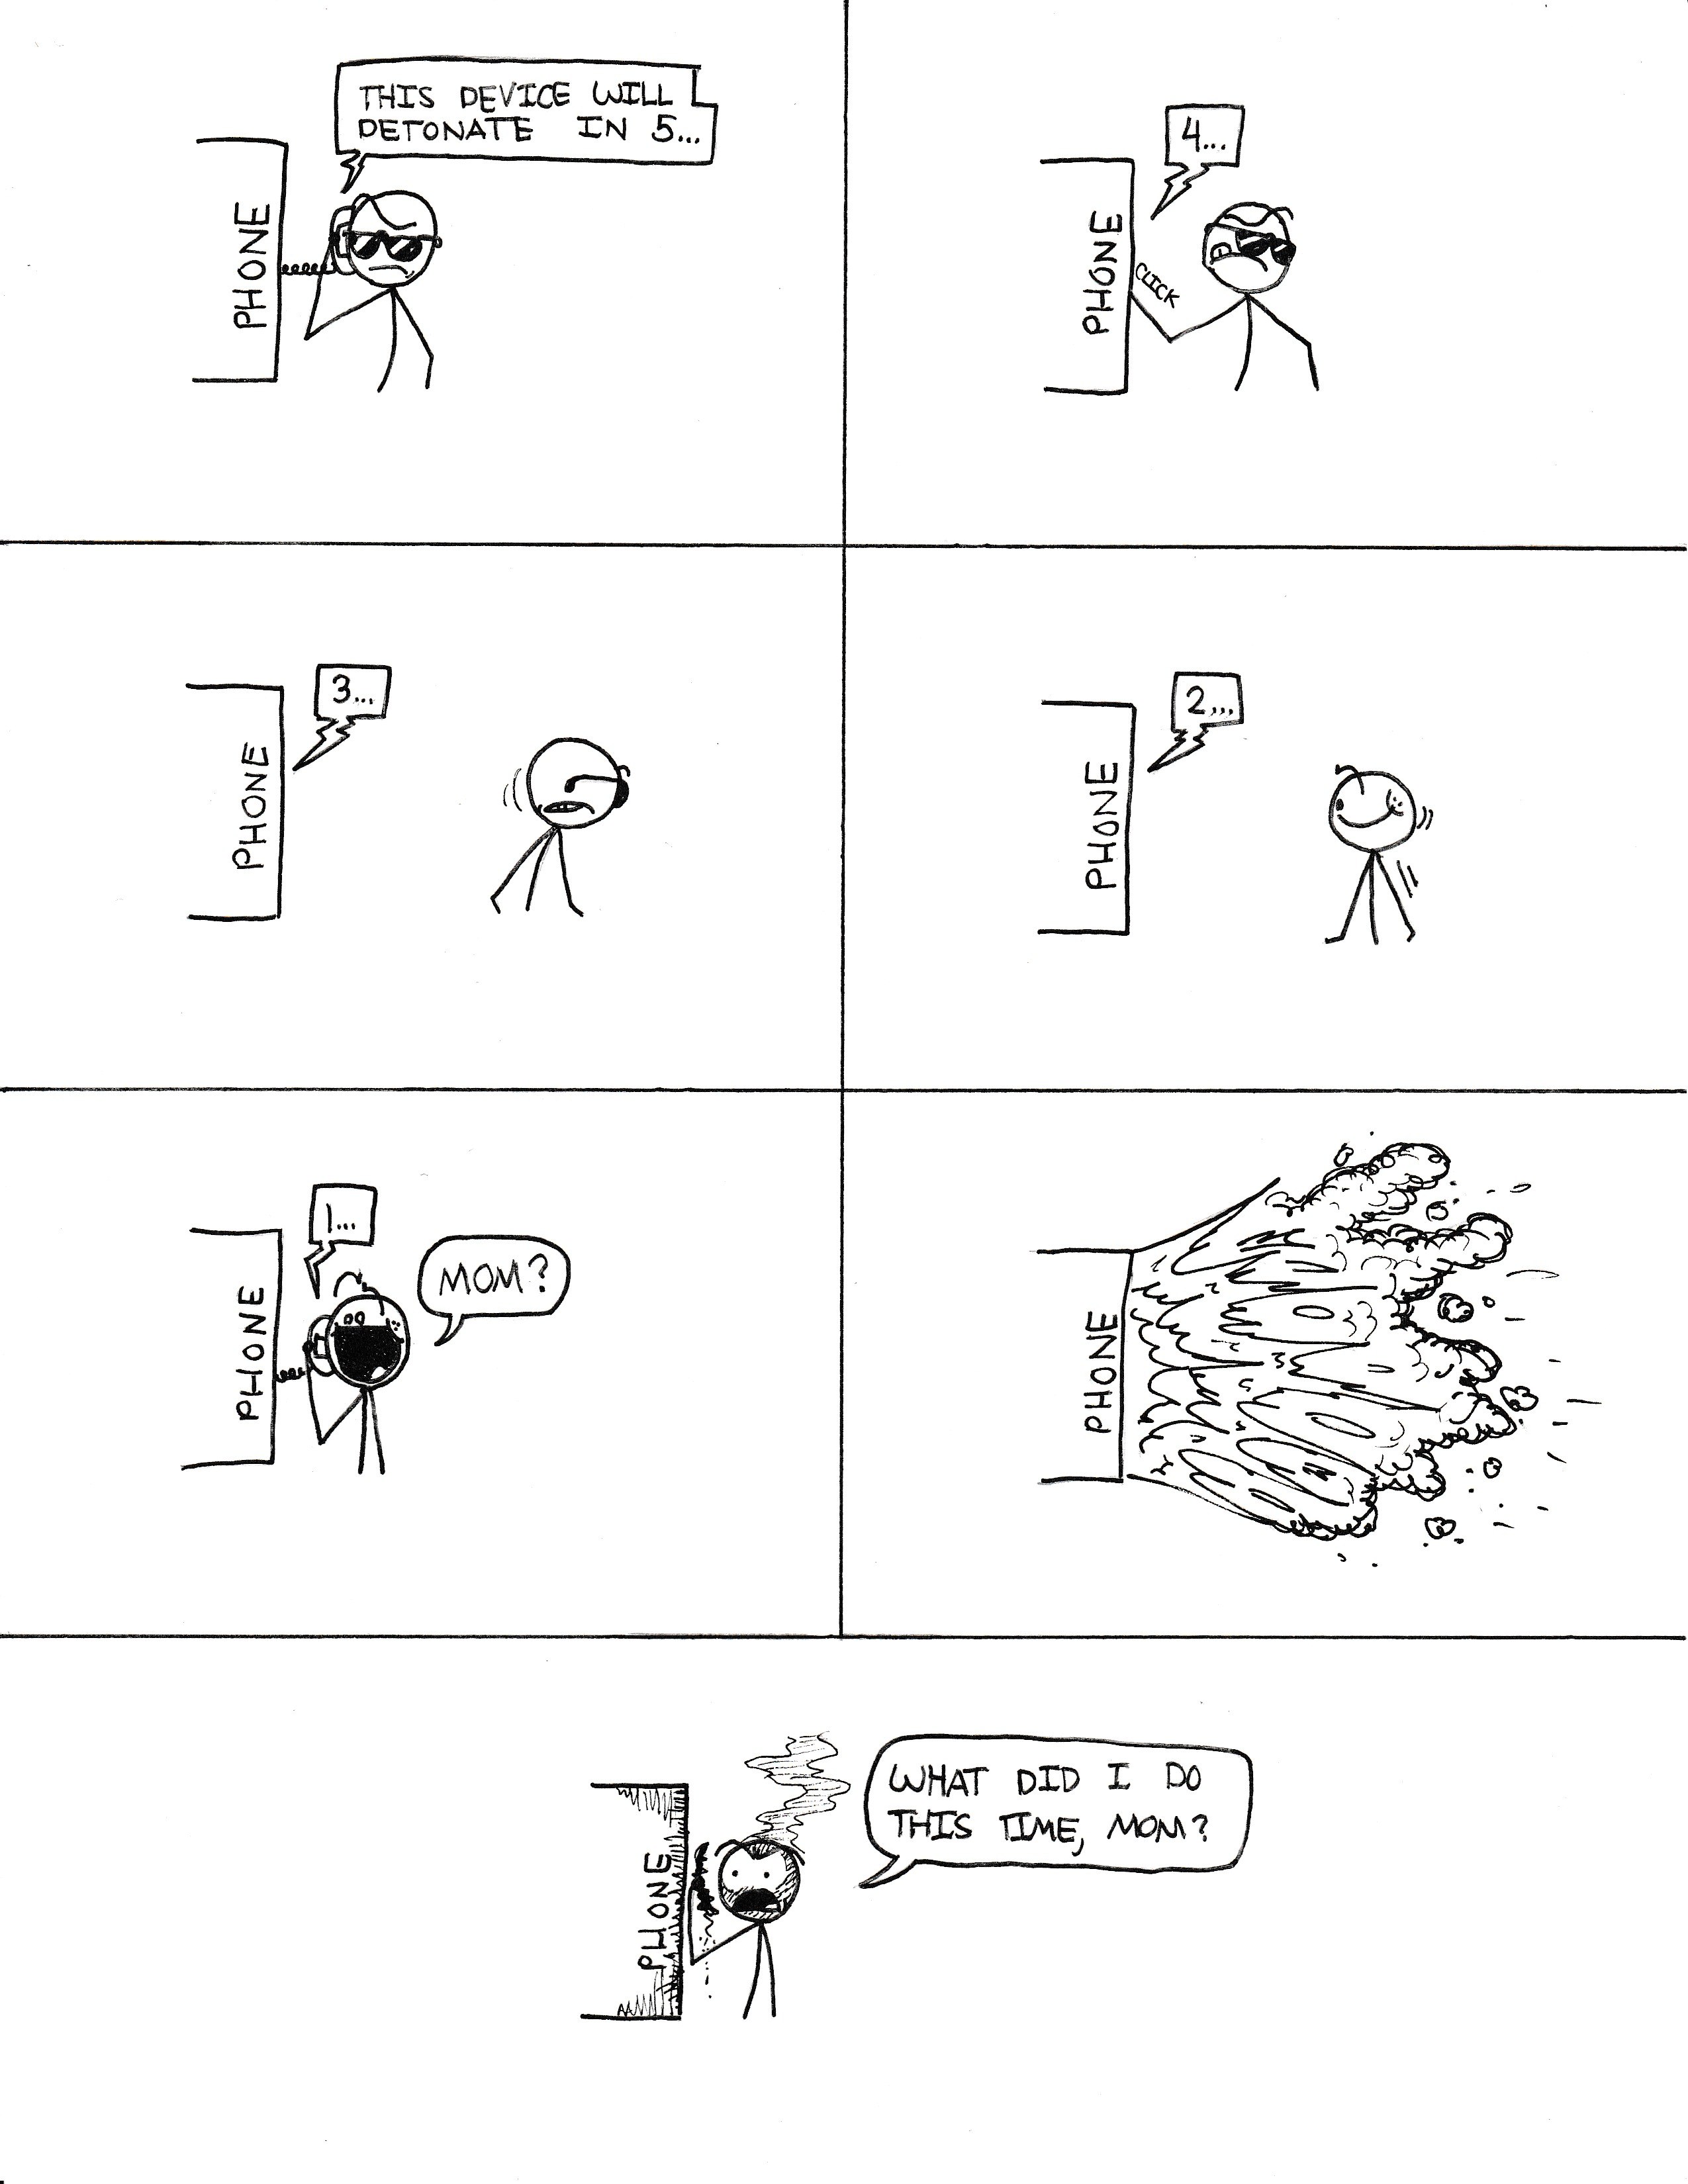 THIS DEVICE WILL
DETONATE IN 5...
PHONE
4...
PHONE
CLICK
3...
PHONE
2...
PHONE
1...
MOM?
PHONE
PHONE
WHAT DID I DO
THIS TIME, MOM?
PHONE